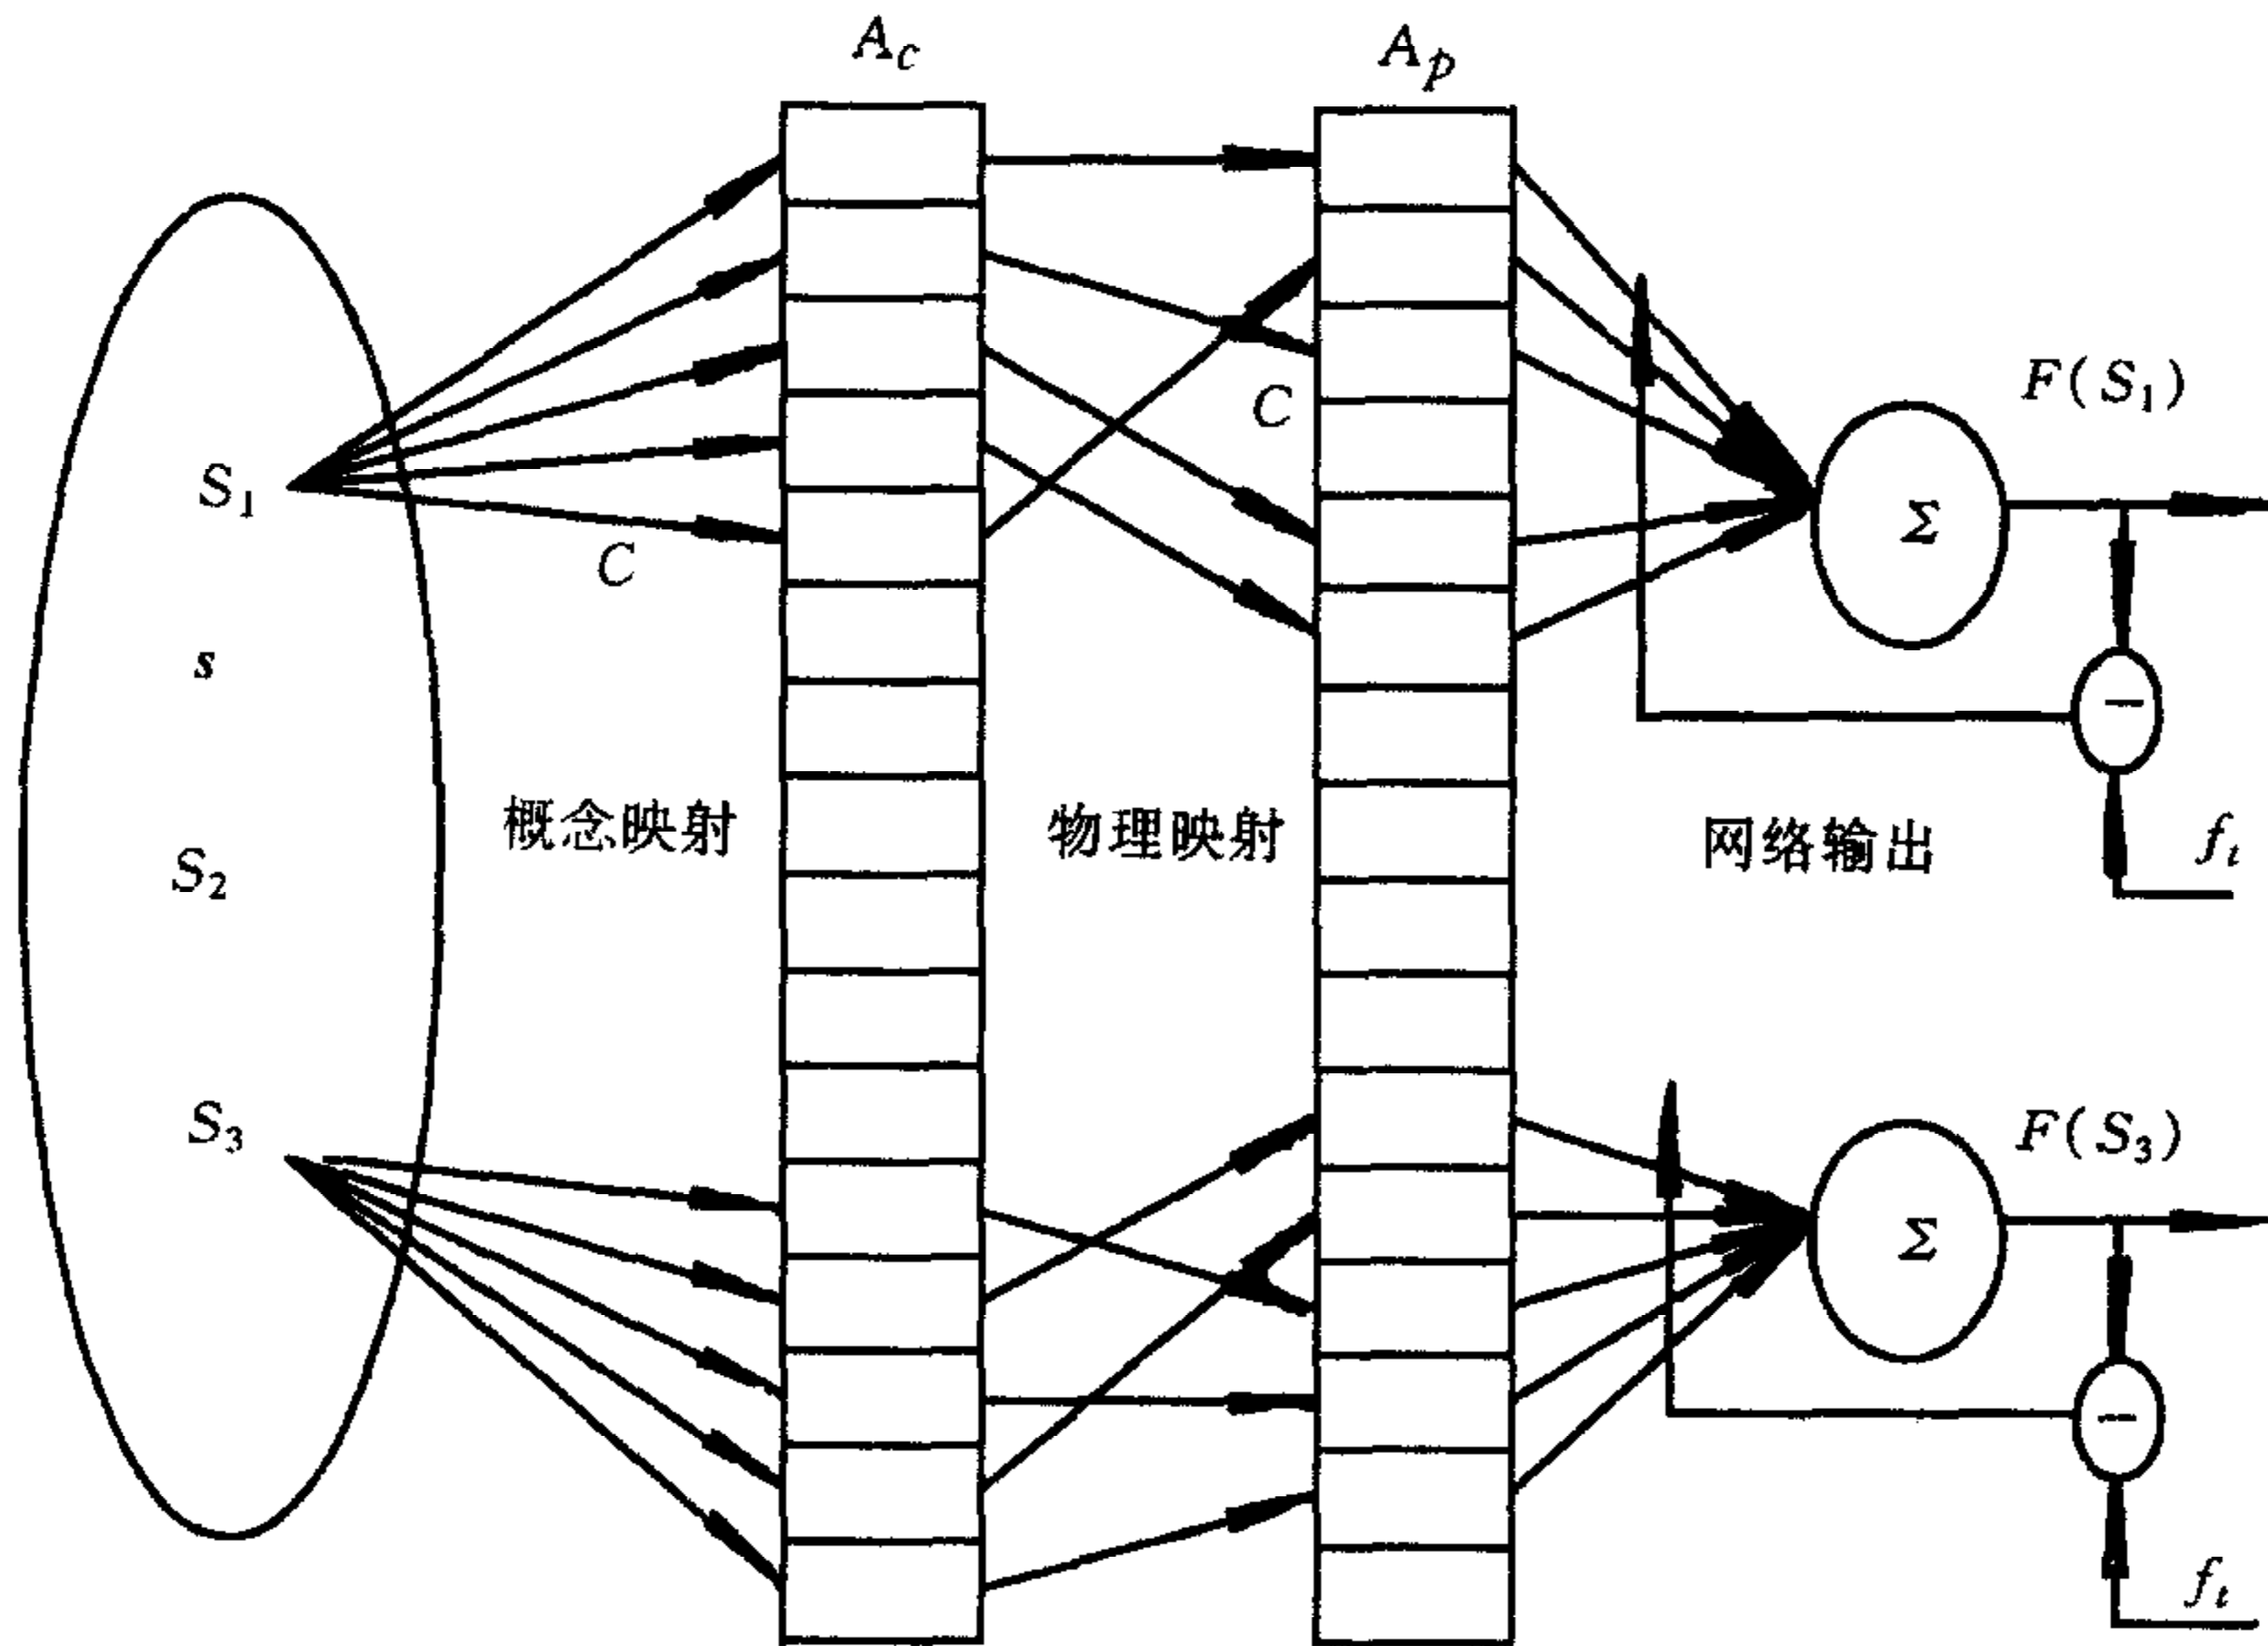 A_c
A_p
F(S_1)
C
S_1
Σ
C
s
−
概念映射
物理映射
网络输出
f_t
S_2
S_3
F(S_3)
Σ
−
f_t